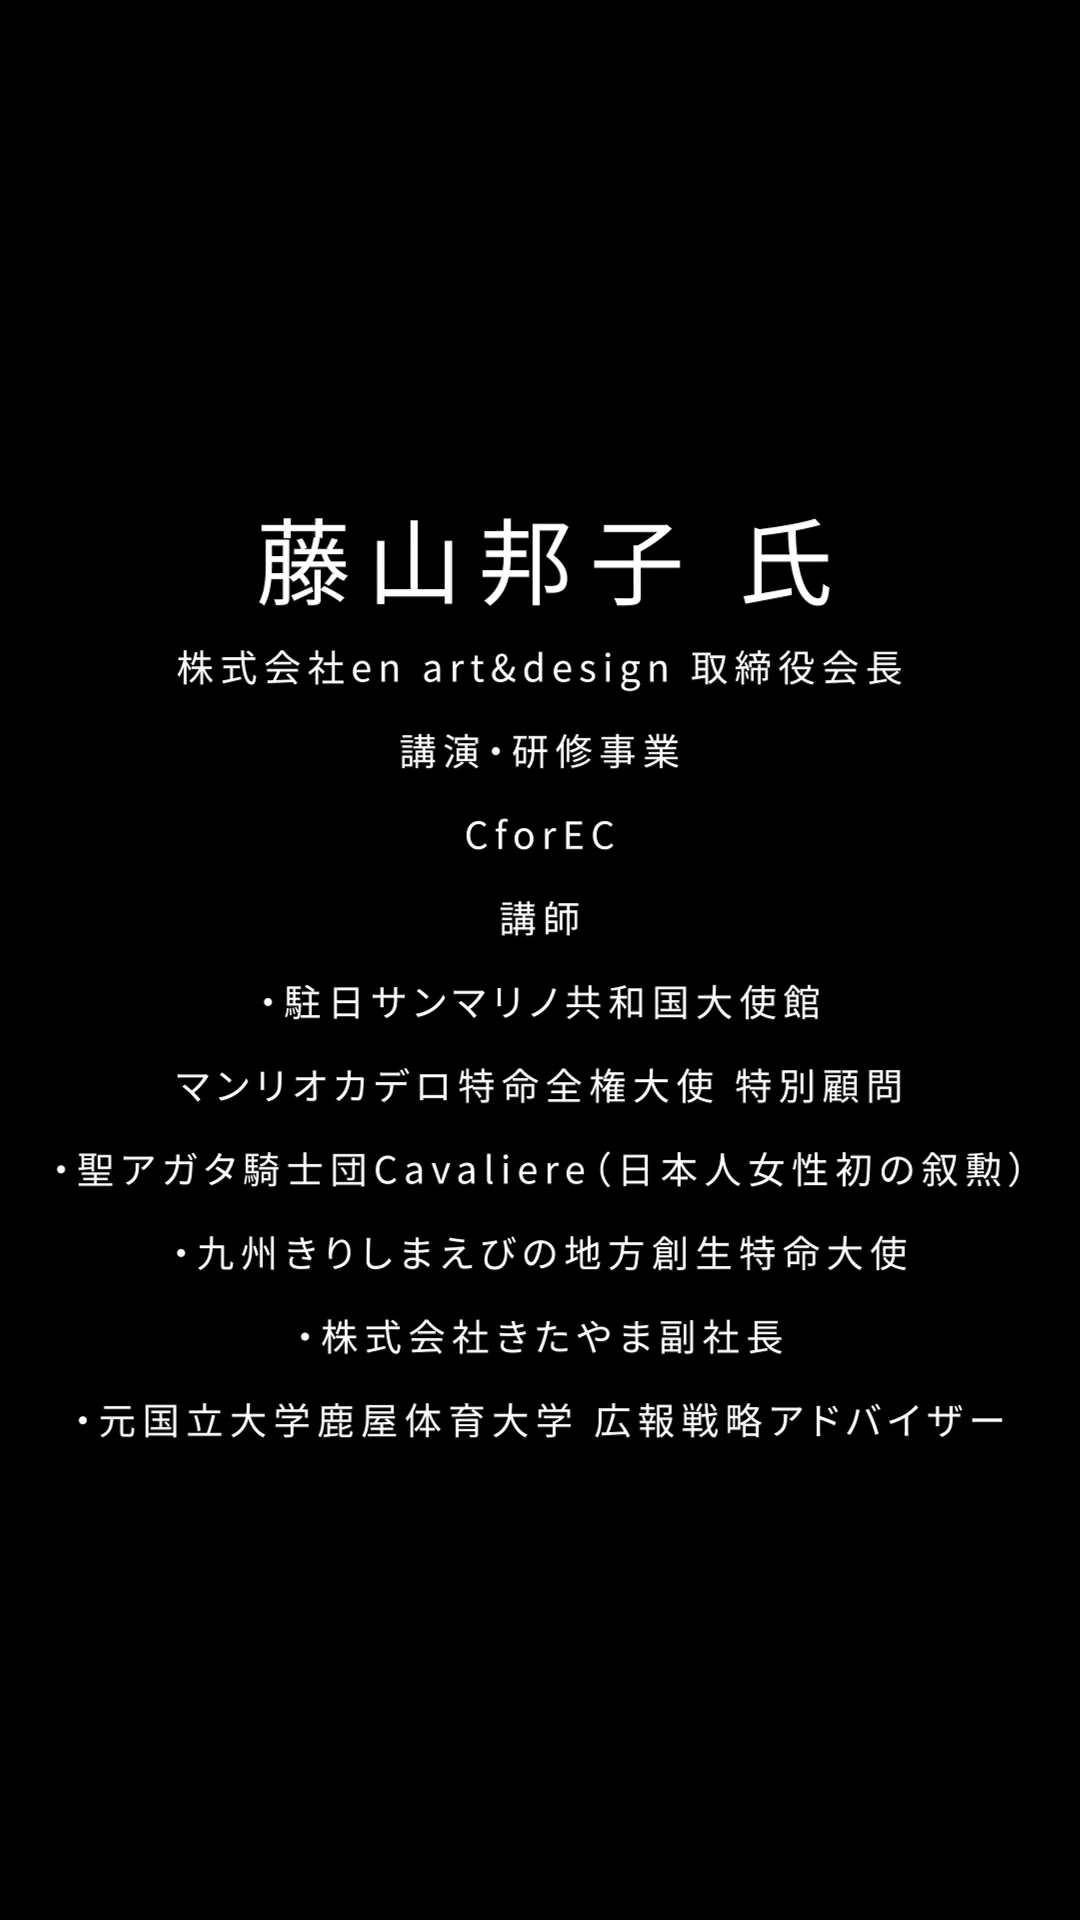 藤山邦子 氏
株式会社en art&design 取締役会長
講演・研修事業
CforEC
講師
・駐日サンマリノ共和国大使館
マンリオカデロ特命全権大使 特別顧問
・聖アガタ騎士団Cavaliere（日本人女性初の叙勲）
・九州きりしまえびの地方創生特命大使
・株式会社きたやま副社長
・元国立大学鹿屋体育大学 広報戦略アドバイザー